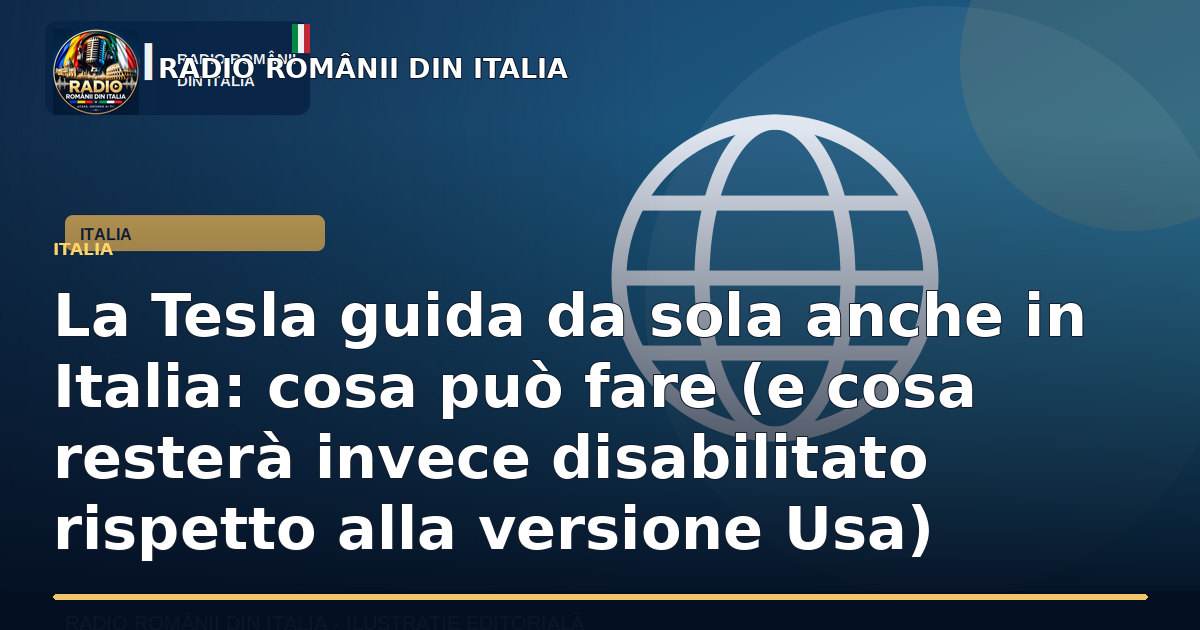 RADIO
ROMÂNII DIN ITALIA
RADIO ROMÂNII
DIN ITALIA
RADIO ROMÂNII DIN ITALIA
ITALIA
ITALIA
La Tesla guida da sola anche in
Italia: cosa può fare (e cosa
resterà invece disabilitato
rispetto alla versione Usa)
RADIO ROMÂNII DIN ITALIA · ILUSTRAȚIE EDITORIALĂ